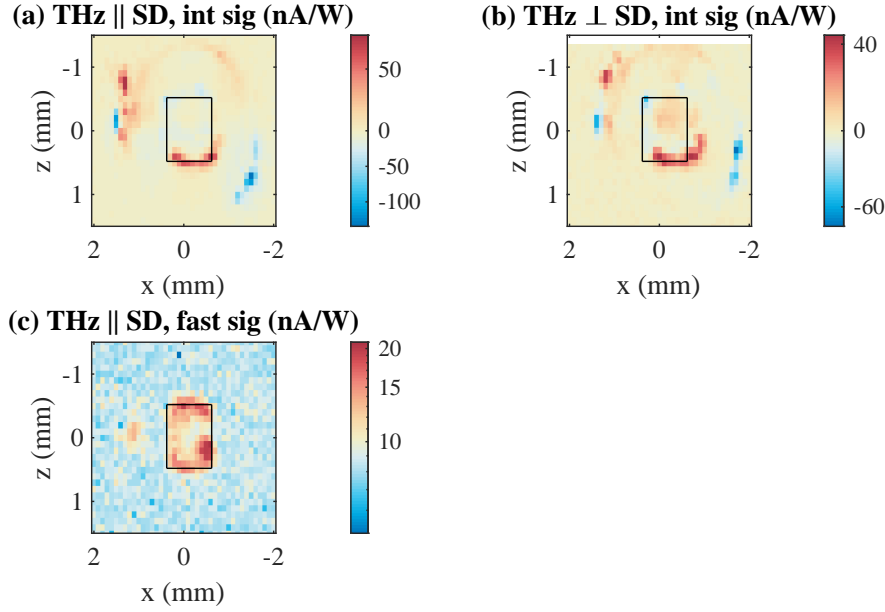 (a) THz || SD, int sig (nA/W)
-1
0
1
z (mm)
2 0 -2
x (mm)
50
0
-50
-100
(b) THz ⊥ SD, int sig (nA/W)
-1
0
1
z (mm)
2 0 -2
x (mm)
40
0
-60
(c) THz || SD, fast sig (nA/W)
-1
0
1
z (mm)
2 0 -2
x (mm)
20
15
10